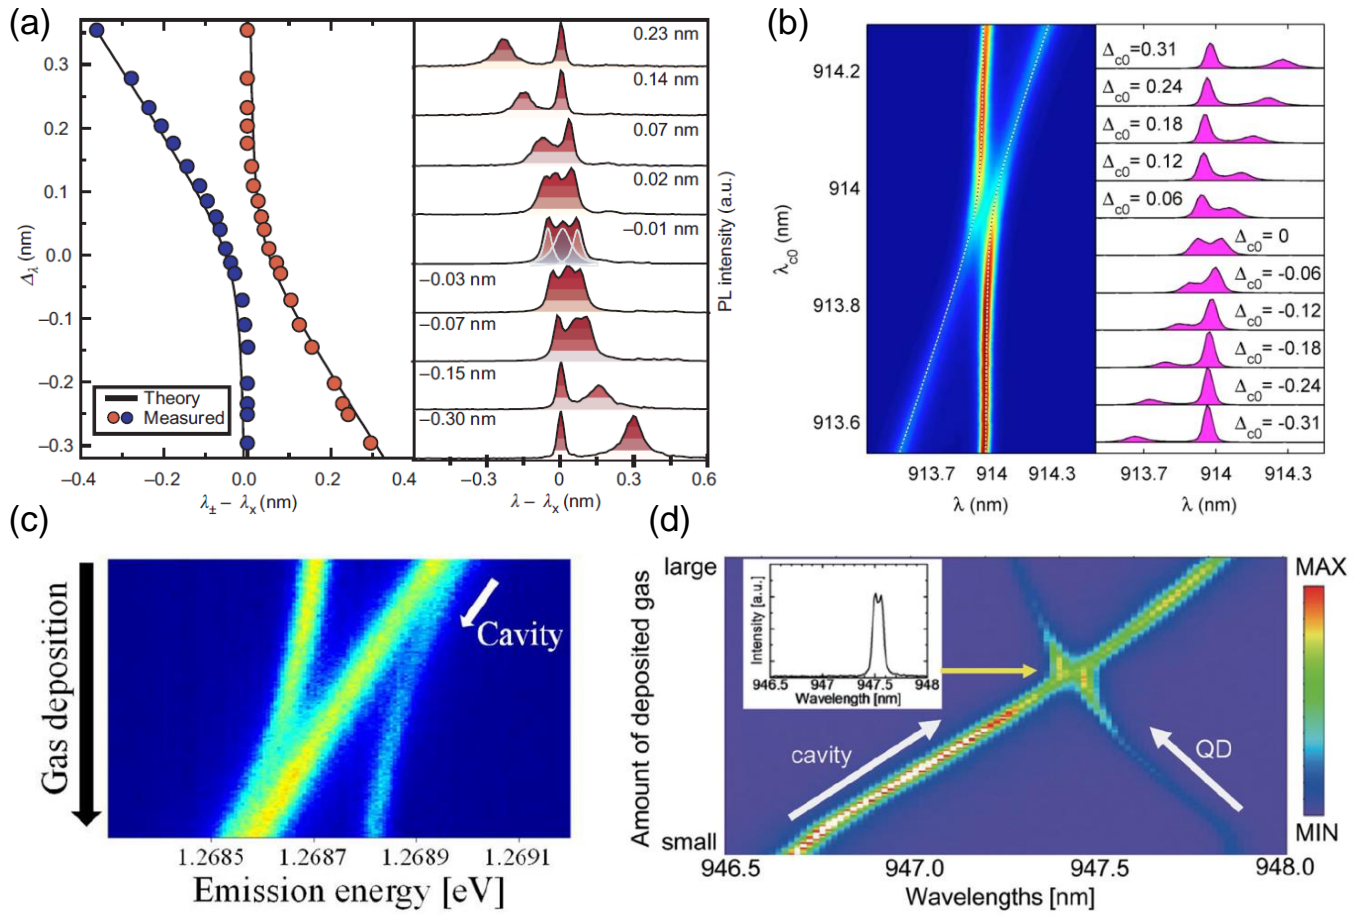 (a)
0.3
0.2
0.1
0.0
−0.1
−0.2
−0.3
Δλ (nm)
Theory
Measured
−0.4
−0.2
0.0
0.2
0.4
λ± − λx (nm)
0.23 nm
0.14 nm
0.07 nm
0.02 nm
−0.01 nm
−0.03 nm
−0.07 nm
−0.15 nm
−0.30 nm
−0.3
0
0.3
0.6
λ − λx (nm)
PL intensity (a.u.)
(b)
914.2
914
913.8
913.6
λc0 (nm)
913.7
914
914.3
λ (nm)
Δc0=0.31
Δc0= 0.24
Δc0= 0.18
Δc0= 0.12
Δc0= 0.06
Δc0= 0
Δc0= -0.06
Δc0= -0.12
Δc0= -0.18
Δc0= -0.24
Δc0= -0.31
913.7
914
914.3
λ (nm)
(c)
Gas deposition
Cavity
1.2685
1.2687
1.2689
1.2691
Emission energy [eV]
(d)
large
small
Amount of deposited gas
Intensity [a.u.]
946.5
947
947.5
948
Wavelength [nm]
cavity
QD
946.5
947.0
947.5
948.0
Wavelengths [nm]
MAX
MIN